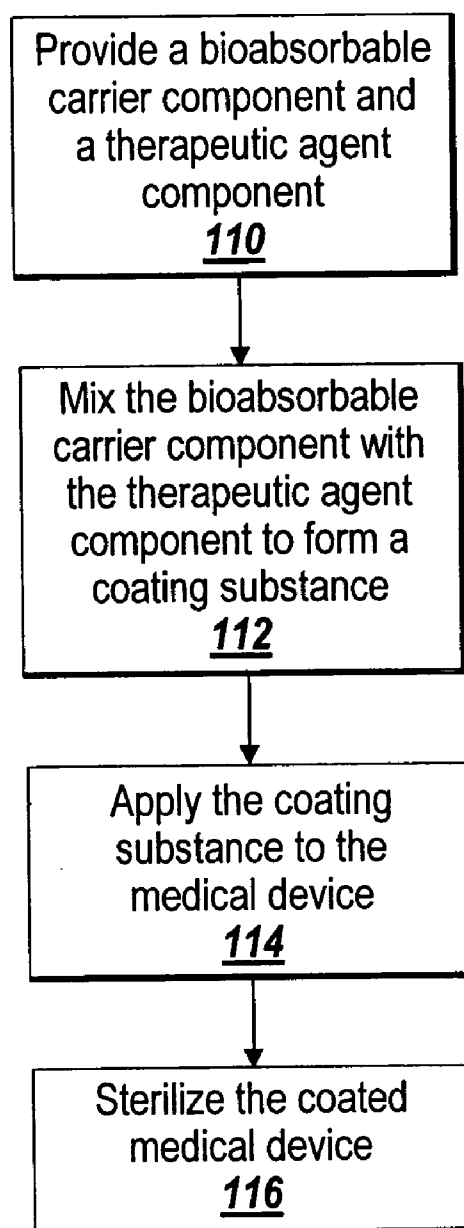 Provide a bioabsorbable
carrier component and
a therapeutic agent
component
110
Mix the bioabsorbable
carrier component with
the therapeutic agent
component to form a
coating substance
112
Apply the coating
substance to the
medical device
114
Sterilize the coated
medical device
116